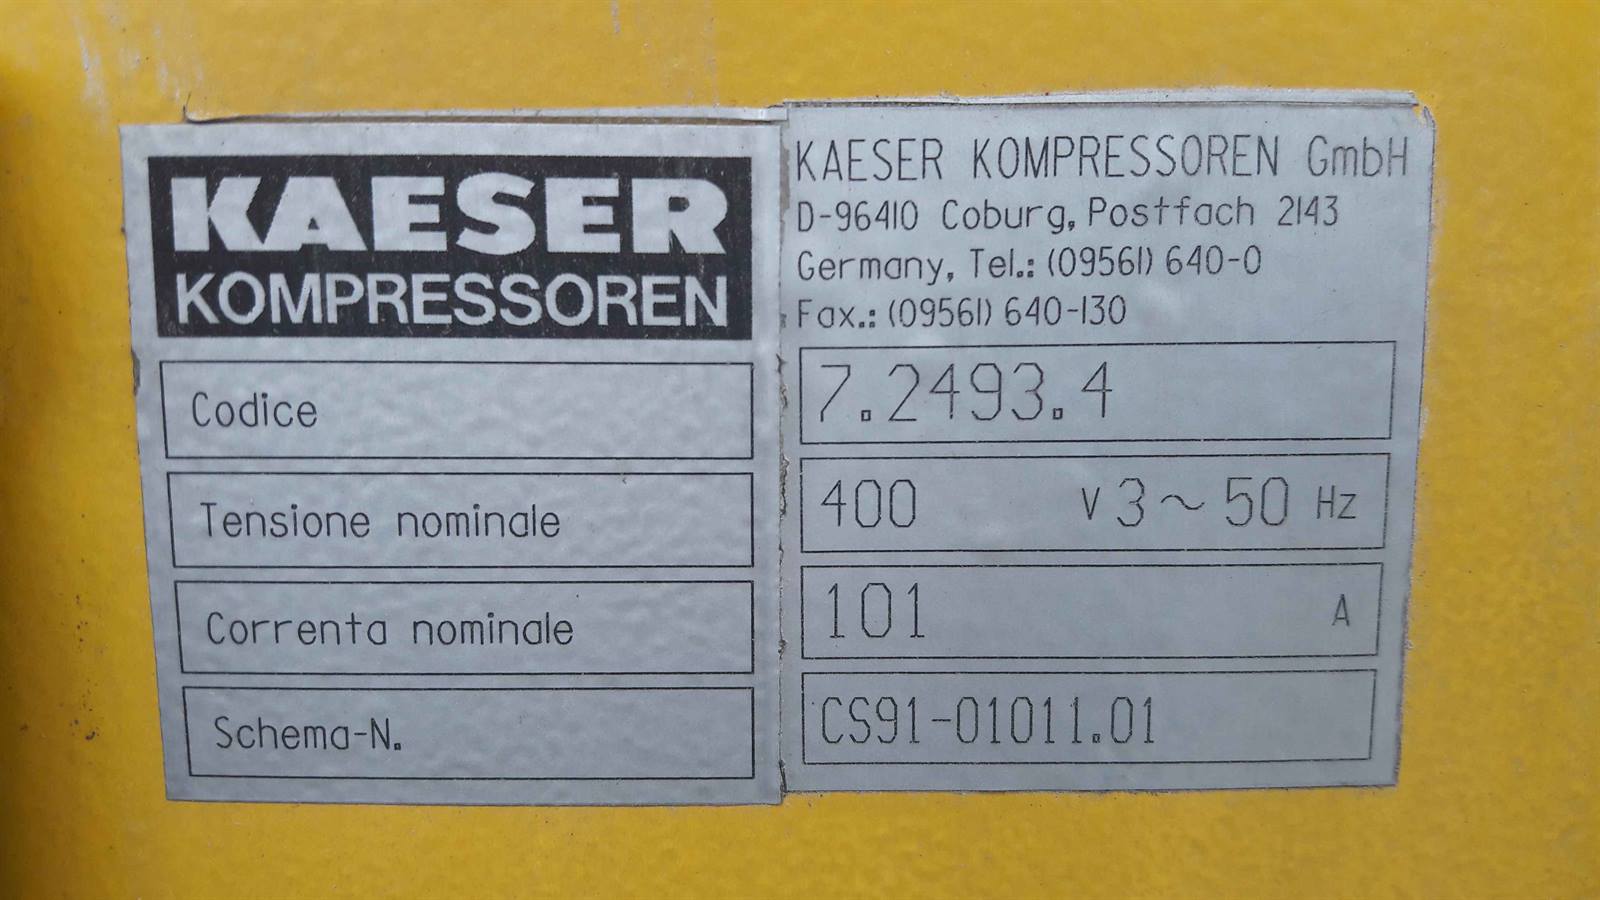 KAESER
KOMPRESSOREN
KAESER KOMPRESSOREN GmbH
D-96410 Coburg, Postfach 2143
Germany, Tel.: (09561) 640-0
Fax.: (09561) 640-130
Codice 7.2493.4
Tensione nominale 400 V 3~50 Hz
Correnta nominale 101 A
Schema-N. CS91-01011.01